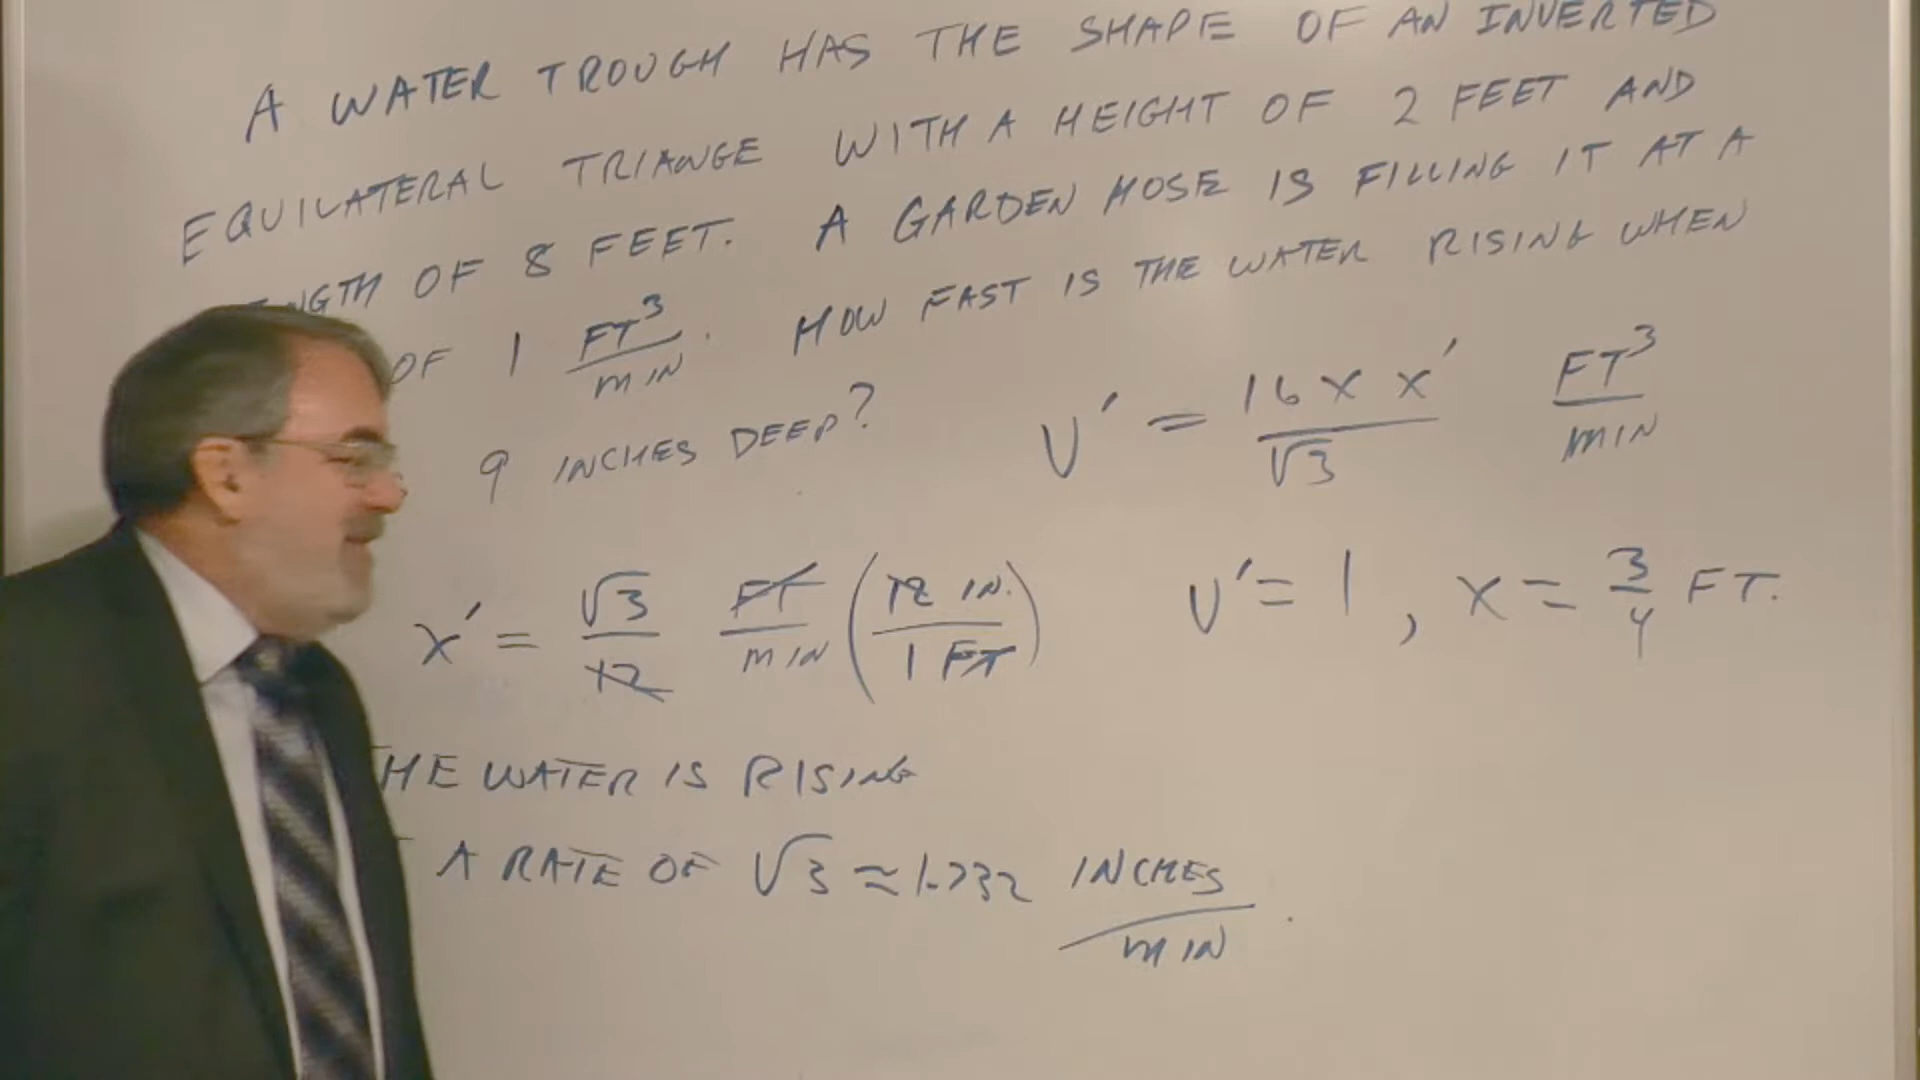 A WATER TROUGH HAS THE SHAPE OF AN INVERTED
EQUILATERAL TRIANGE WITH A HEIGHT OF 2 FEET AND
NGTH OF 8 FEET. A GARDEN HOSE IS FILLING IT AT A
OF 1 FT³/MIN. HOW FAST IS THE WATER RISING WHEN
9 INCHES DEEP?
V' = 16 x x' / √3 FT³/MIN
x' = √3/12 FT/MIN (12 IN./1 FT)
V' = 1, x = 3/4 FT.
HE WATER IS RISING
A RATE OF √3 ≈ 1.732 INCHES/MIN.